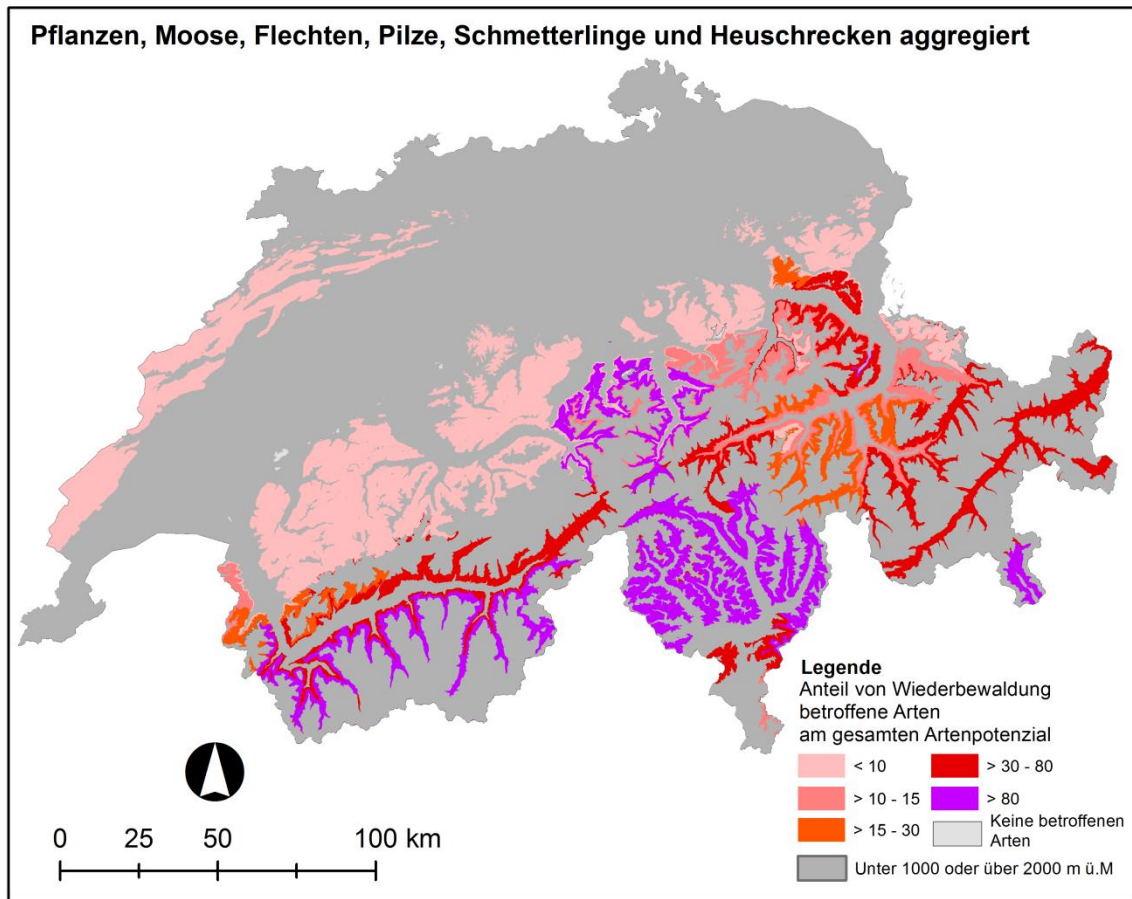 Pflanzen, Moose, Flechten, Pilze, Schmetterlinge und Heuschrecken aggregiert
Legende
Anteil von Wiederbewaldung
betroffene Arten
am gesamten Artenpotenzial
< 10
> 10 - 15
> 15 - 30
> 30 - 80
> 80
Keine betroffenen
Arten
Unter 1000 oder über 2000 m ü.M
0 25 50 100 km